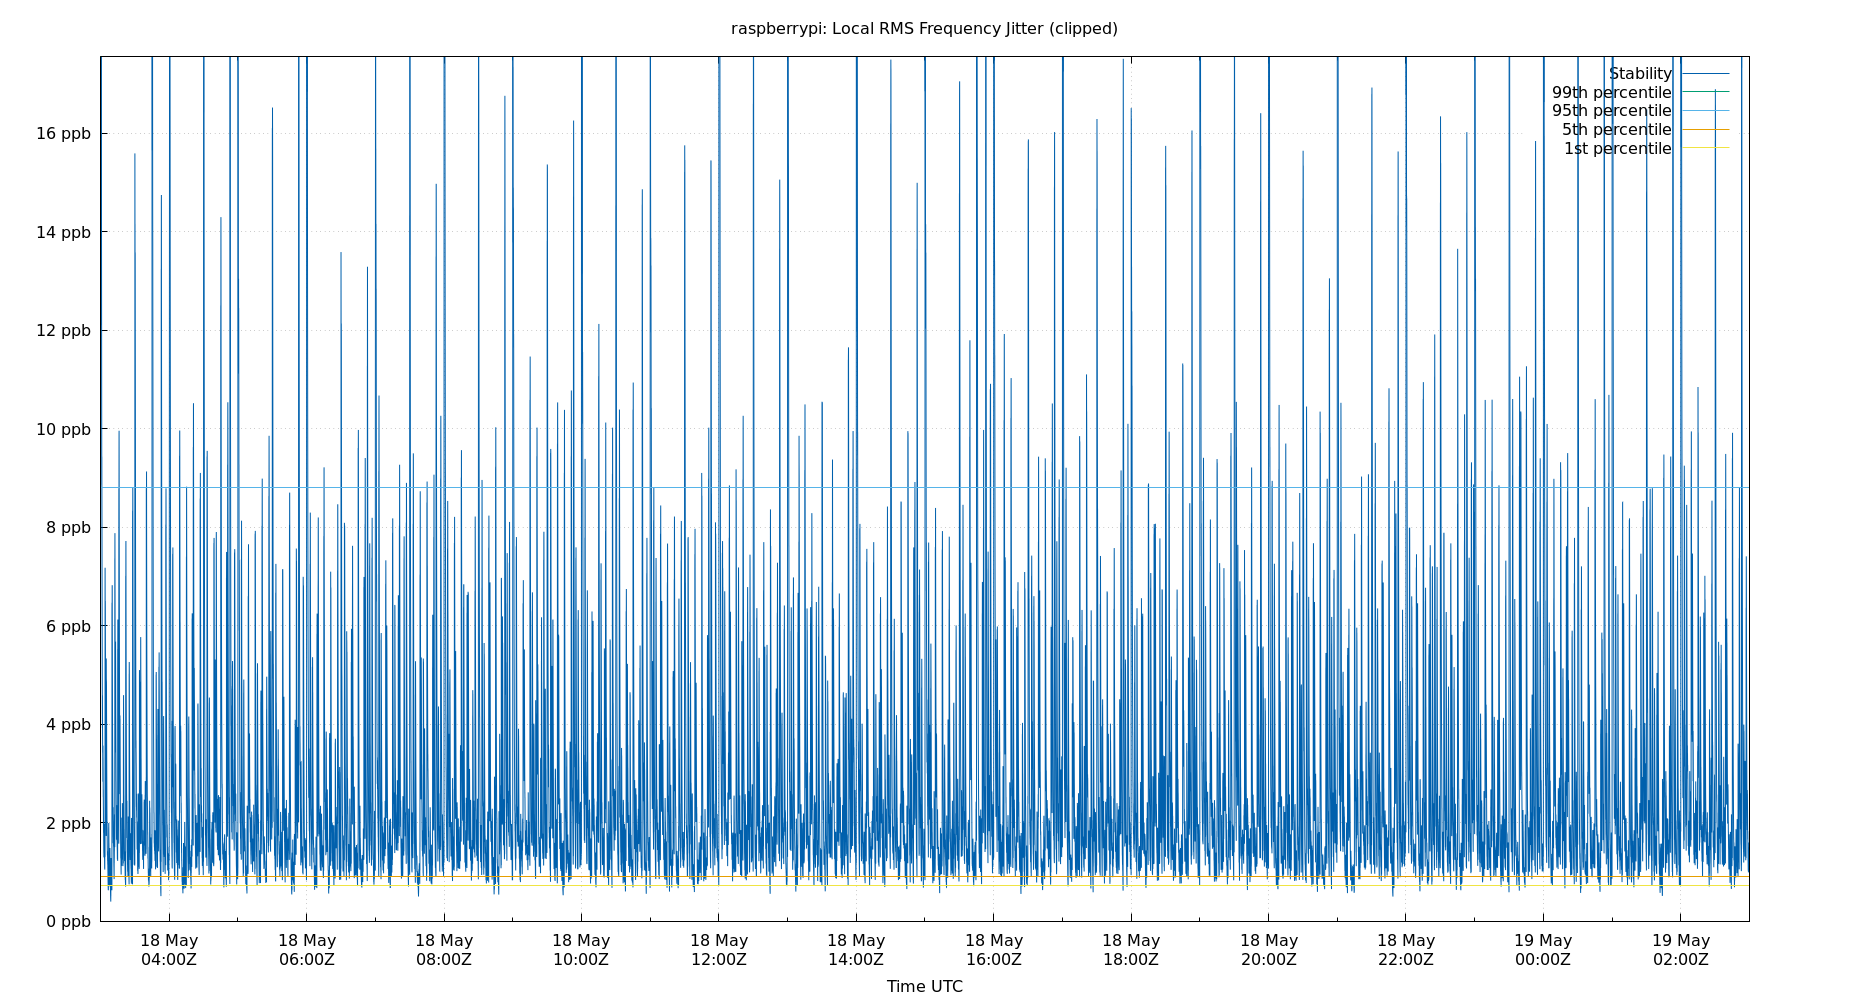 raspberrypi: Local RMS Frequency Jitter (clipped)
Stability
99th percentile
95th percentile
5th percentile
1st percentile
16 ppb
14 ppb
12 ppb
10 ppb
8 ppb
6 ppb
4 ppb
2 ppb
0 ppb
18 May 18 May 18 May 18 May 18 May 18 May 18 May 18 May 18 May 18 May 19 May 19 May
04:00Z 06:00Z 08:00Z 10:00Z 12:00Z 14:00Z 16:00Z 18:00Z 20:00Z 22:00Z 00:00Z 02:00Z
Time UTC